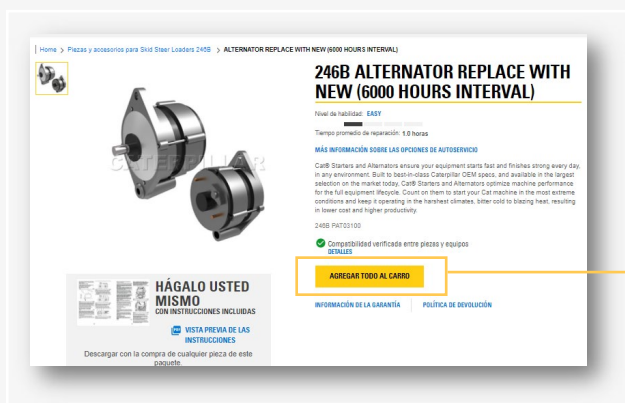 Home > Piezas y accesorios para Skid Steer Loaders 246B > ALTERNATOR REPLACE WITH NEW (6000 HOURS INTERVAL)
246B ALTERNATOR REPLACE WITH
NEW (6000 HOURS INTERVAL)
Nivel de habilidad: EASY
Tiempo promedio de reparación: 1.0 horas
MÁS INFORMACIÓN SOBRE LAS OPCIONES DE AUTOSERVICIO
Cat® Starters and Alternators ensure your equipment starts fast and finishes strong every day,
in any environment. Built to best-in-class Caterpillar OEM specs, and available in the largest
selection on the market today, Cat® Starters and Alternators optimize machine performance
for the full equipment lifecycle. Count on them to start your Cat machine in the most extreme
conditions and keep it operating in the harshest climates, bitter cold to blazing heat, resulting
in lower cost and higher productivity.
246B PAT03100
Compatibilidad verificada entre piezas y equipos
DETALLES
AGREGAR TODO AL CARRO
INFORMACIÓN DE LA GARANTÍA
POLÍTICA DE DEVOLUCIÓN
CATERPILLAR
HÁGALO USTED
MISMO
CON INSTRUCCIONES INCLUIDAS
PDF VISTA PREVIA DE LAS
INSTRUCCIONES
Descargar con la compra de cualquier pieza de este
paquete